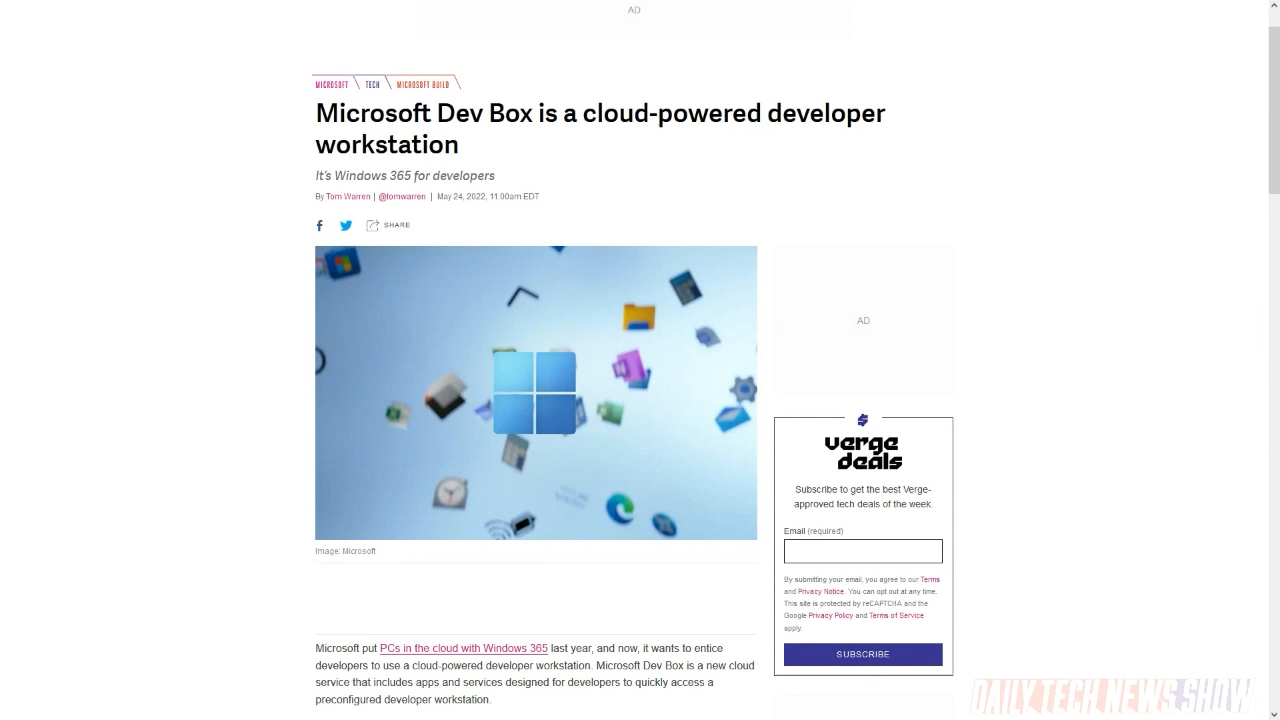 AD
MICROSOFT TECH MICROSOFT BUILD
Microsoft Dev Box is a cloud-powered developer
workstation
It's Windows 365 for developers
By Tom Warren | @tomwarren | May 24, 2022, 11:00am EDT
SHARE
Image: Microsoft
Microsoft put PCs in the cloud with Windows 365 last year, and now, it wants to entice
developers to use a cloud-powered developer workstation. Microsoft Dev Box is a new cloud
service that includes apps and services designed for developers to quickly access a
preconfigured developer workstation.
AD
verge
deals
Subscribe to get the best Verge-
approved tech deals of the week.
Email (required)
By submitting your email, you agree to our Terms
and Privacy Notice. You can opt out at any time.
This site is protected by reCAPTCHA and the
Google Privacy Policy and Terms of Service
apply.
SUBSCRIBE
DAILY TECH NEWS SHOW